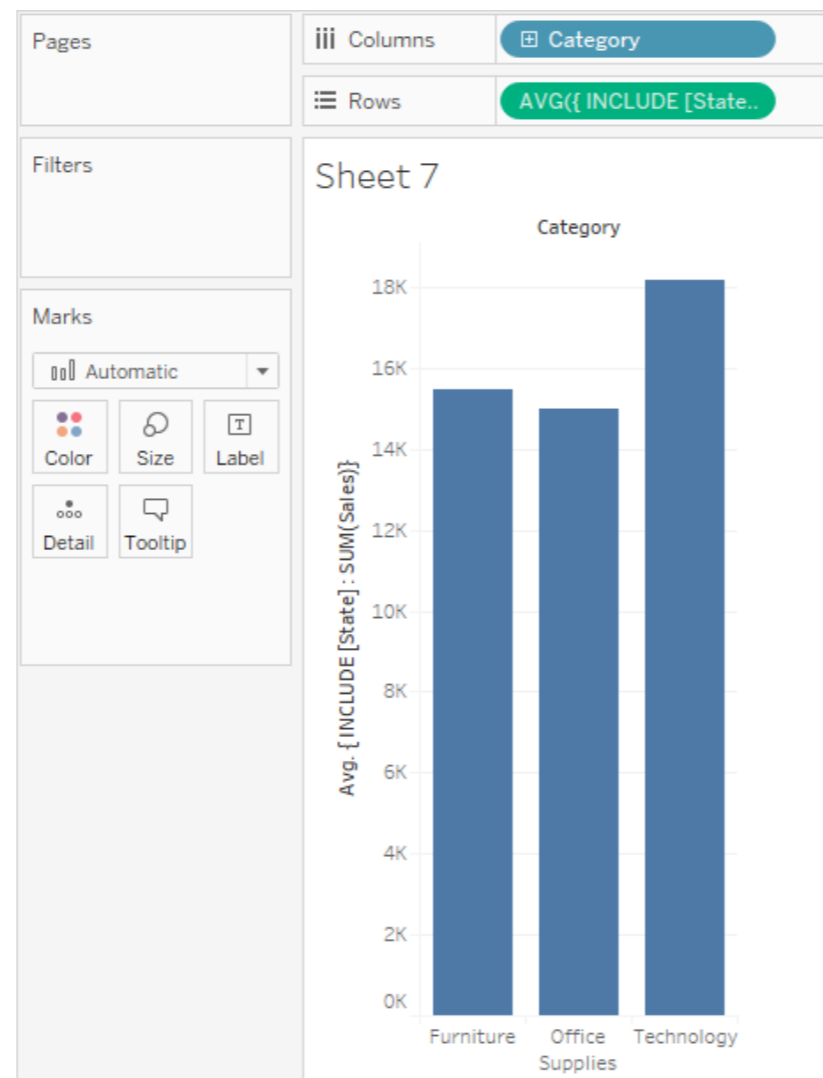 Pages
Columns
Category
Rows
AVG({ INCLUDE [State..
Filters
Sheet 7
Category
Marks
Automatic
Color
Size
T
Label
Detail
Tooltip
Avg. { INCLUDE [State] : SUM(Sales)}
18K
16K
14K
12K
10K
8K
6K
4K
2K
0K
Furniture
Office
Supplies
Technology